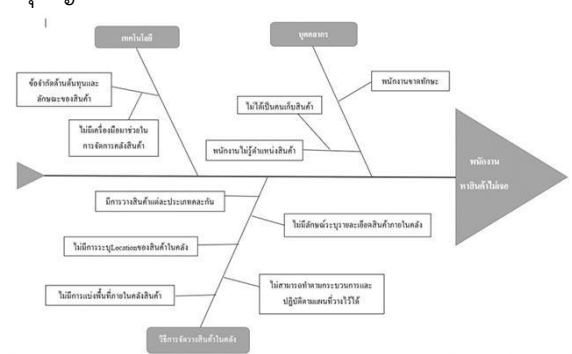 เทคโนโลยี
บุคคลากร
ข้อจำกัดด้านต้นทุนและ
ลักษณะของสินค้า
พนักงานขาดทักษะ
ไม่ได้เป็นคนเก็บสินค้า
ไม่มีเครื่องมือมาช่วยใน
การจัดการคลังสินค้า
พนักงานไม่รู้ตำแหน่งสินค้า
พนักงาน
หาสินค้าไม่เจอ
มีการวางสินค้าแต่ละประเภทคละกัน
ไม่มีลักษณ์ระบุรายละเอียดสินค้าภายในคลัง
ไม่มีการระบุLocationของสินค้าในคลัง
ไม่สามารถทำตามกระบวนการและ
ปฏิบัติตามแผนที่วางไว้ได้
ไม่มีการแบ่งพื้นที่ภายในคลังสินค้า
วิธีการจัดวางสินค้าในคลัง